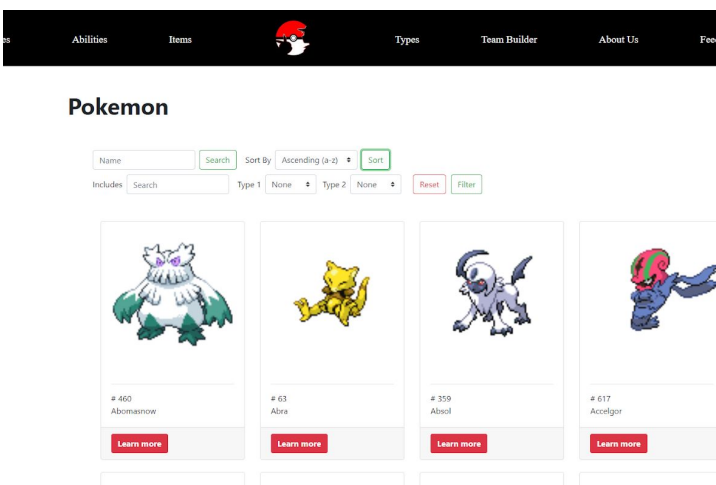 Abilities Items Types Team Builder About Us
Pokemon
Name Search Sort By Ascending (a-z) Sort
Includes Search Type 1 None Type 2 None Reset Filter
# 460 # 63 # 359 # 617
Abomasnow Abra Absol Accelgor
Learn more Learn more Learn more Learn more